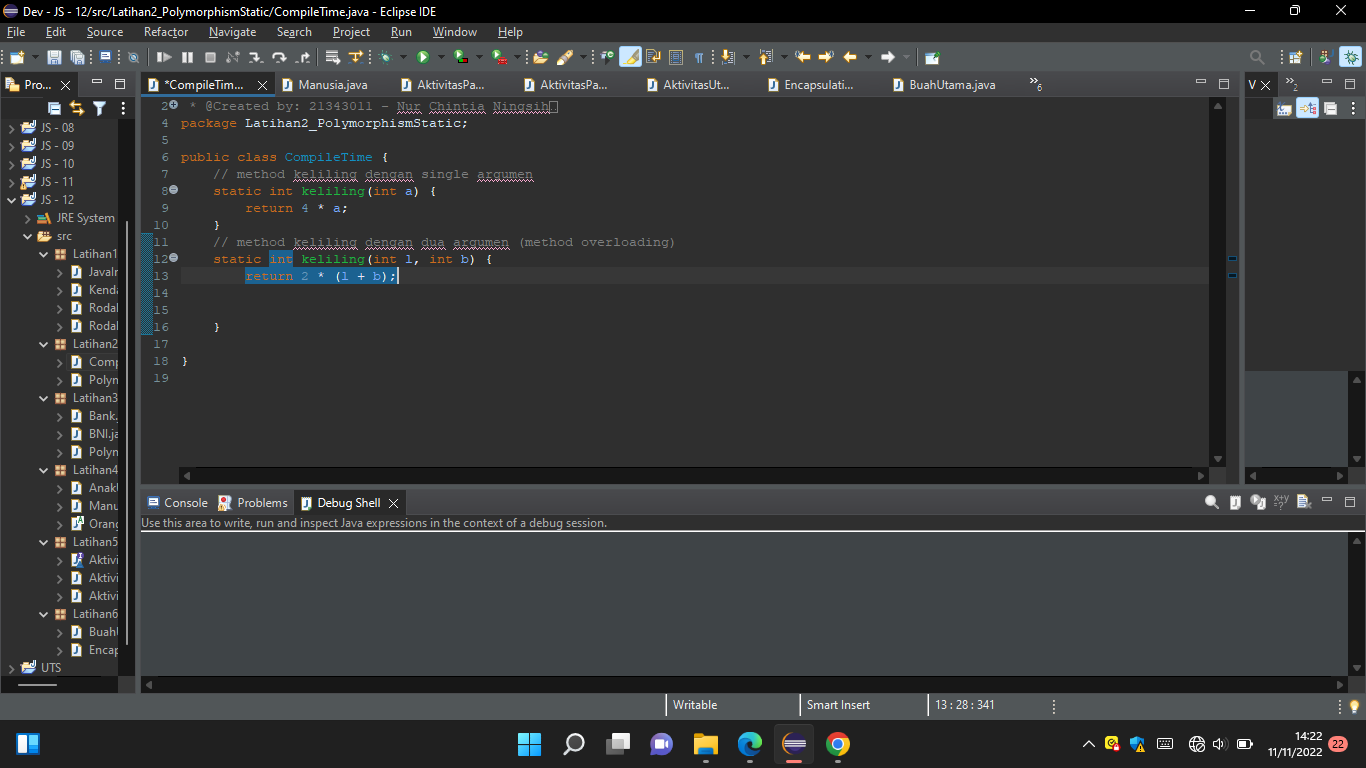 Dev - JS - 12/src/Latihan2_PolymorphismStatic/CompileTime.java - Eclipse IDE
File Edit Source Refactor Navigate Search Project Run Window Help
Pro...
*CompileTim... Manusia.java AktivitasPa... AktivitasPa... AktivitasUt... Encapsulati... BuahUtama.java »6
V »2
JS - 08
JS - 09
JS - 10
JS - 11
JS - 12
JRE System
src
Latihan1
JavaIn
Kenda
Rodal
Rodal
Latihan2
Comp
Polyn
Latihan3
Bank.
BNI.ja
Polyn
Latihan4
Anakl
Manu
Orang
Latihan5
Aktivi
Aktivi
Aktivi
Latihan6
Buahl
Encap
UTS
2 * @Created by: 21343011 - Nur Chintia Ningsih
4 package Latihan2_PolymorphismStatic;
5
6 public class CompileTime {
7 // method keliling dengan single argumen
8 static int keliling(int a) {
9 return 4 * a;
10 }
11 // method keliling dengan dua argumen (method overloading)
12 static int keliling(int l, int b) {
13 return 2 * (l + b);
14
15
16 }
17
18 }
19
Console Problems Debug Shell
Use this area to write, run and inspect Java expressions in the context of a debug session.
Writable Smart Insert 13 : 28 : 341
14:22
11/11/2022 22